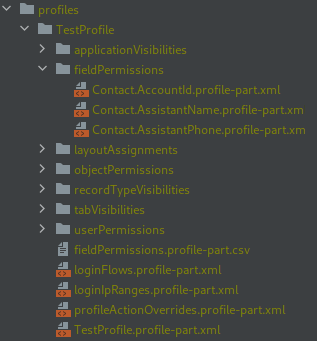 profiles
TestProfile
applicationVisibilities
fieldPermissions
Contact.AccountId.profile-part.xml
Contact.AssistantName.profile-part.xm
Contact.AssistantPhone.profile-part.xm
layoutAssignments
objectPermissions
recordTypeVisibilities
tabVisibilities
userPermissions
fieldPermissions.profile-part.csv
loginFlows.profile-part.xml
loginIpRanges.profile-part.xml
profileActionOverrides.profile-part.xml
TestProfile.profile-part.xml